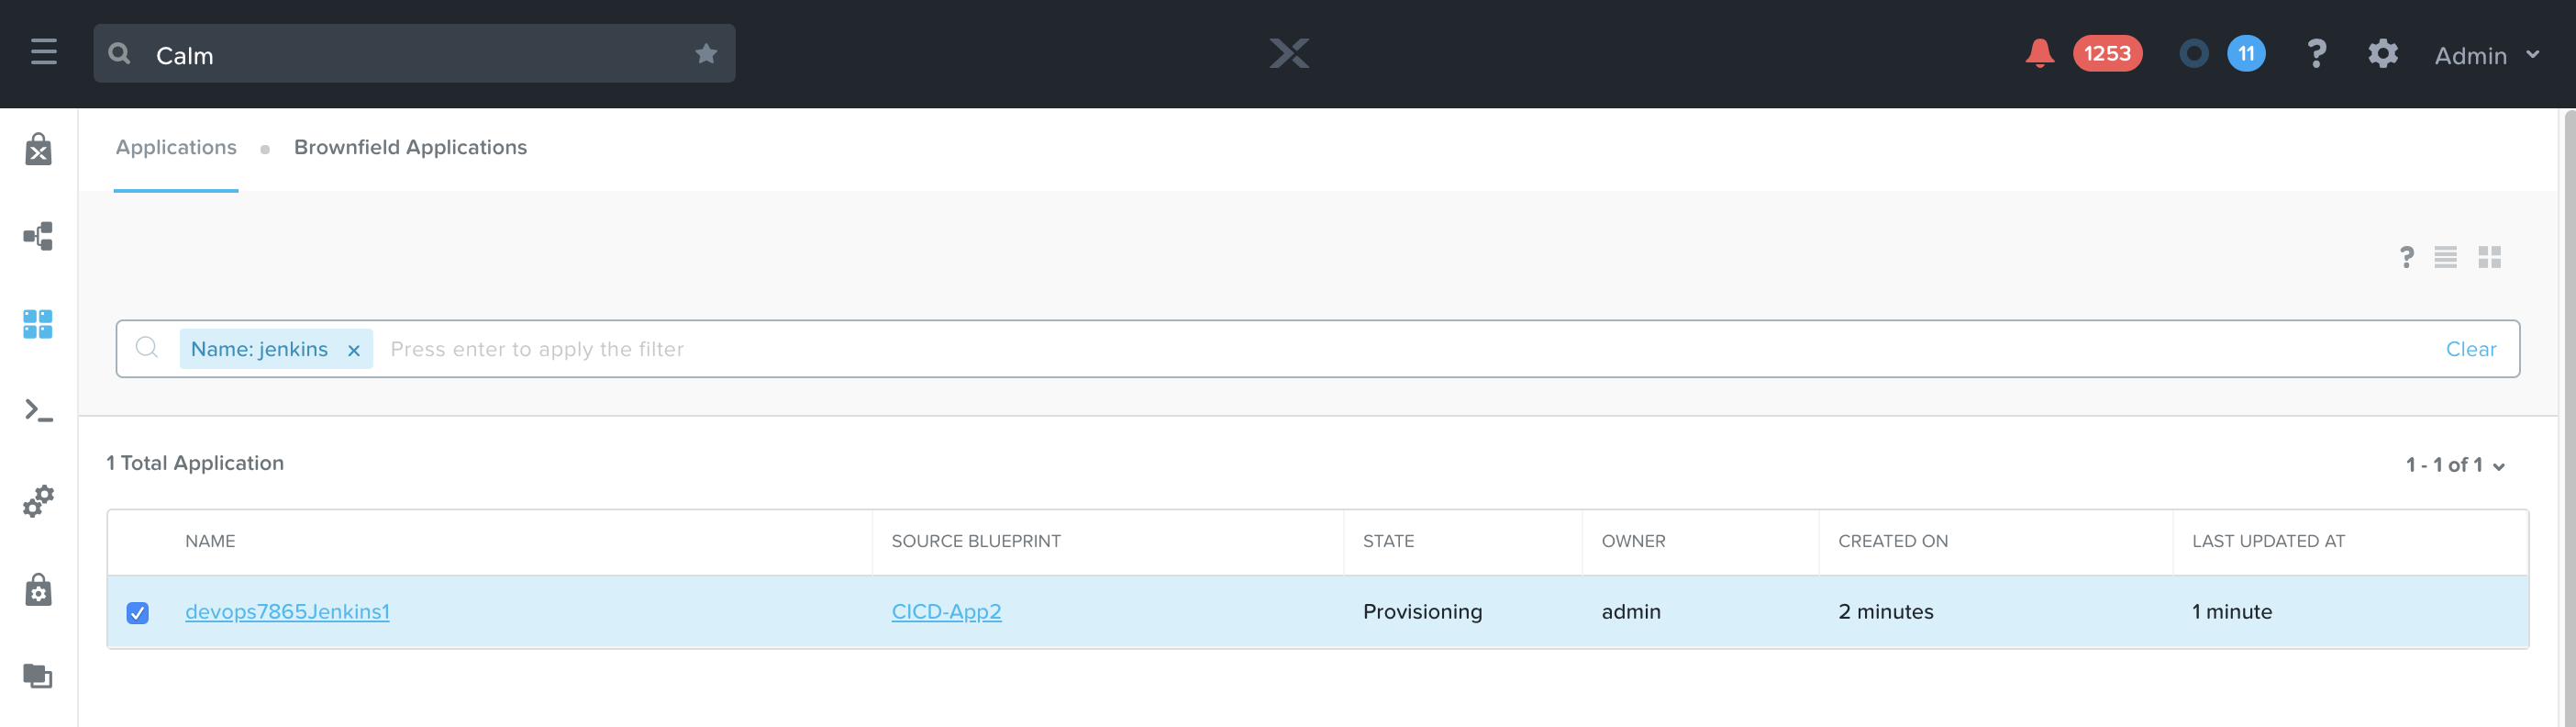 Calm
1253
11
?
Admin
Applications
Brownfield Applications
?
Name: jenkins × Press enter to apply the filter
Clear
1 Total Application
1 - 1 of 1
NAME SOURCE BLUEPRINT STATE OWNER CREATED ON LAST UPDATED AT
devops7865Jenkins1 CICD-App2 Provisioning admin 2 minutes 1 minute